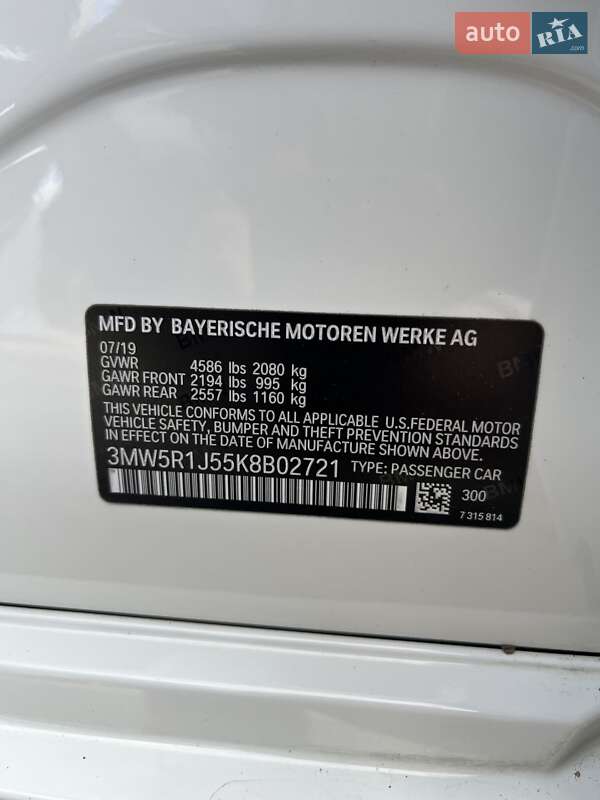 auto RIA.com
MFD BY BAYERISCHE MOTOREN WERKE AG
07/19
GVWR 4586 lbs 2080 kg
GAWR FRONT 2194 lbs 995 kg
GAWR REAR 2557 lbs 1160 kg
THIS VEHICLE CONFORMS TO ALL APPLICABLE U.S.FEDERAL MOTOR
VEHICLE SAFETY, BUMPER AND THEFT PREVENTION STANDARDS
IN EFFECT ON THE DATE OF MANUFACTURE SHOWN ABOVE.
3MW5R1J55K8B02721 TYPE: PASSENGER CAR
300
7 315 814